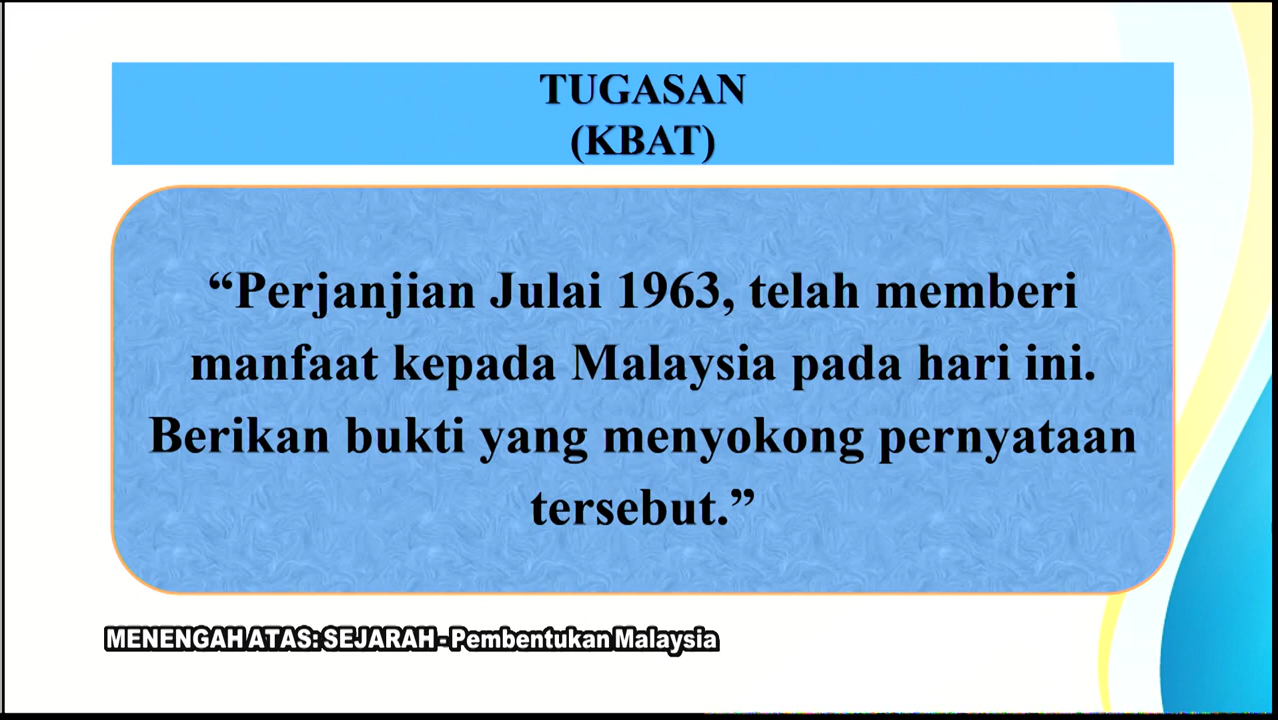 TUGASAN
(KBAT)
“Perjanjian Julai 1963, telah memberi
manfaat kepada Malaysia pada hari ini.
Berikan bukti yang menyokong pernyataan
tersebut.”
MENENGAH ATAS: SEJARAH - Pembentukan Malaysia